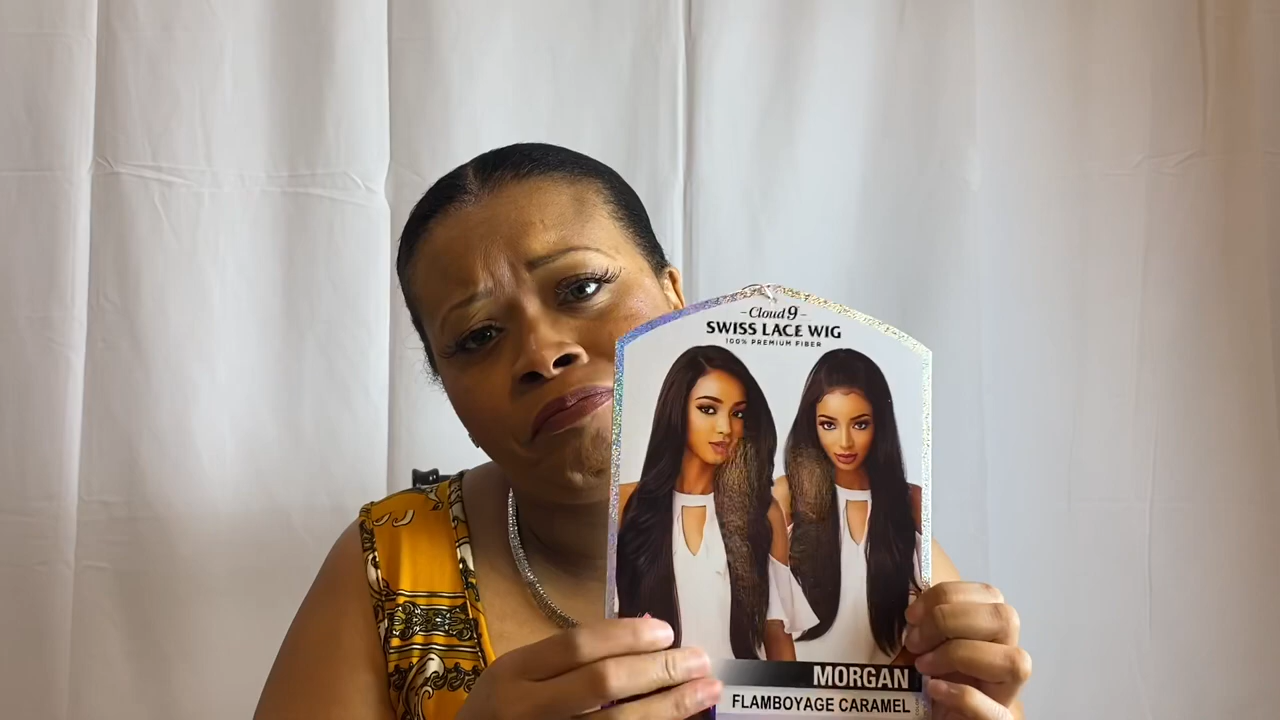 Cloud 9
SWISS LACE WIG
100% PREMIUM FIBER
MORGAN
FLAMBOYAGE CARAMEL